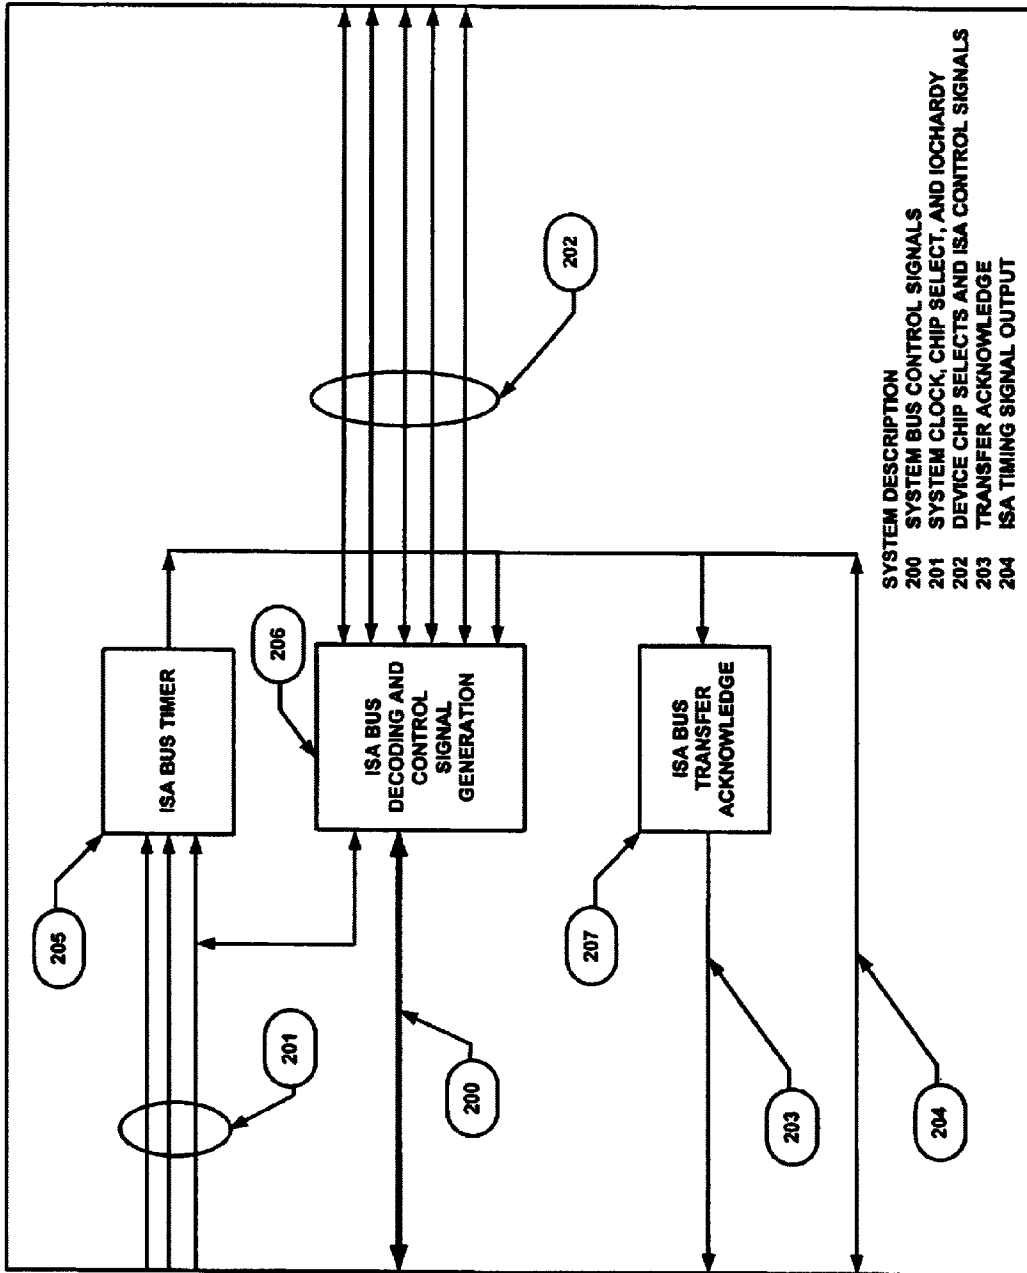 205
ISA BUS TIMER
201
206
ISA BUS
DECODING AND
CONTROL
SIGNAL
GENERATION
200
202
207
ISA BUS
TRANSFER
ACKNOWLEDGE
203
204
SYSTEM DESCRIPTION
200 SYSTEM BUS CONTROL SIGNALS
201 SYSTEM CLOCK, CHIP SELECT, AND IOCHARDY
202 DEVICE CHIP SELECTS AND ISA CONTROL SIGNALS
203 TRANSFER ACKNOWLEDGE
204 ISA TIMING SIGNAL OUTPUT